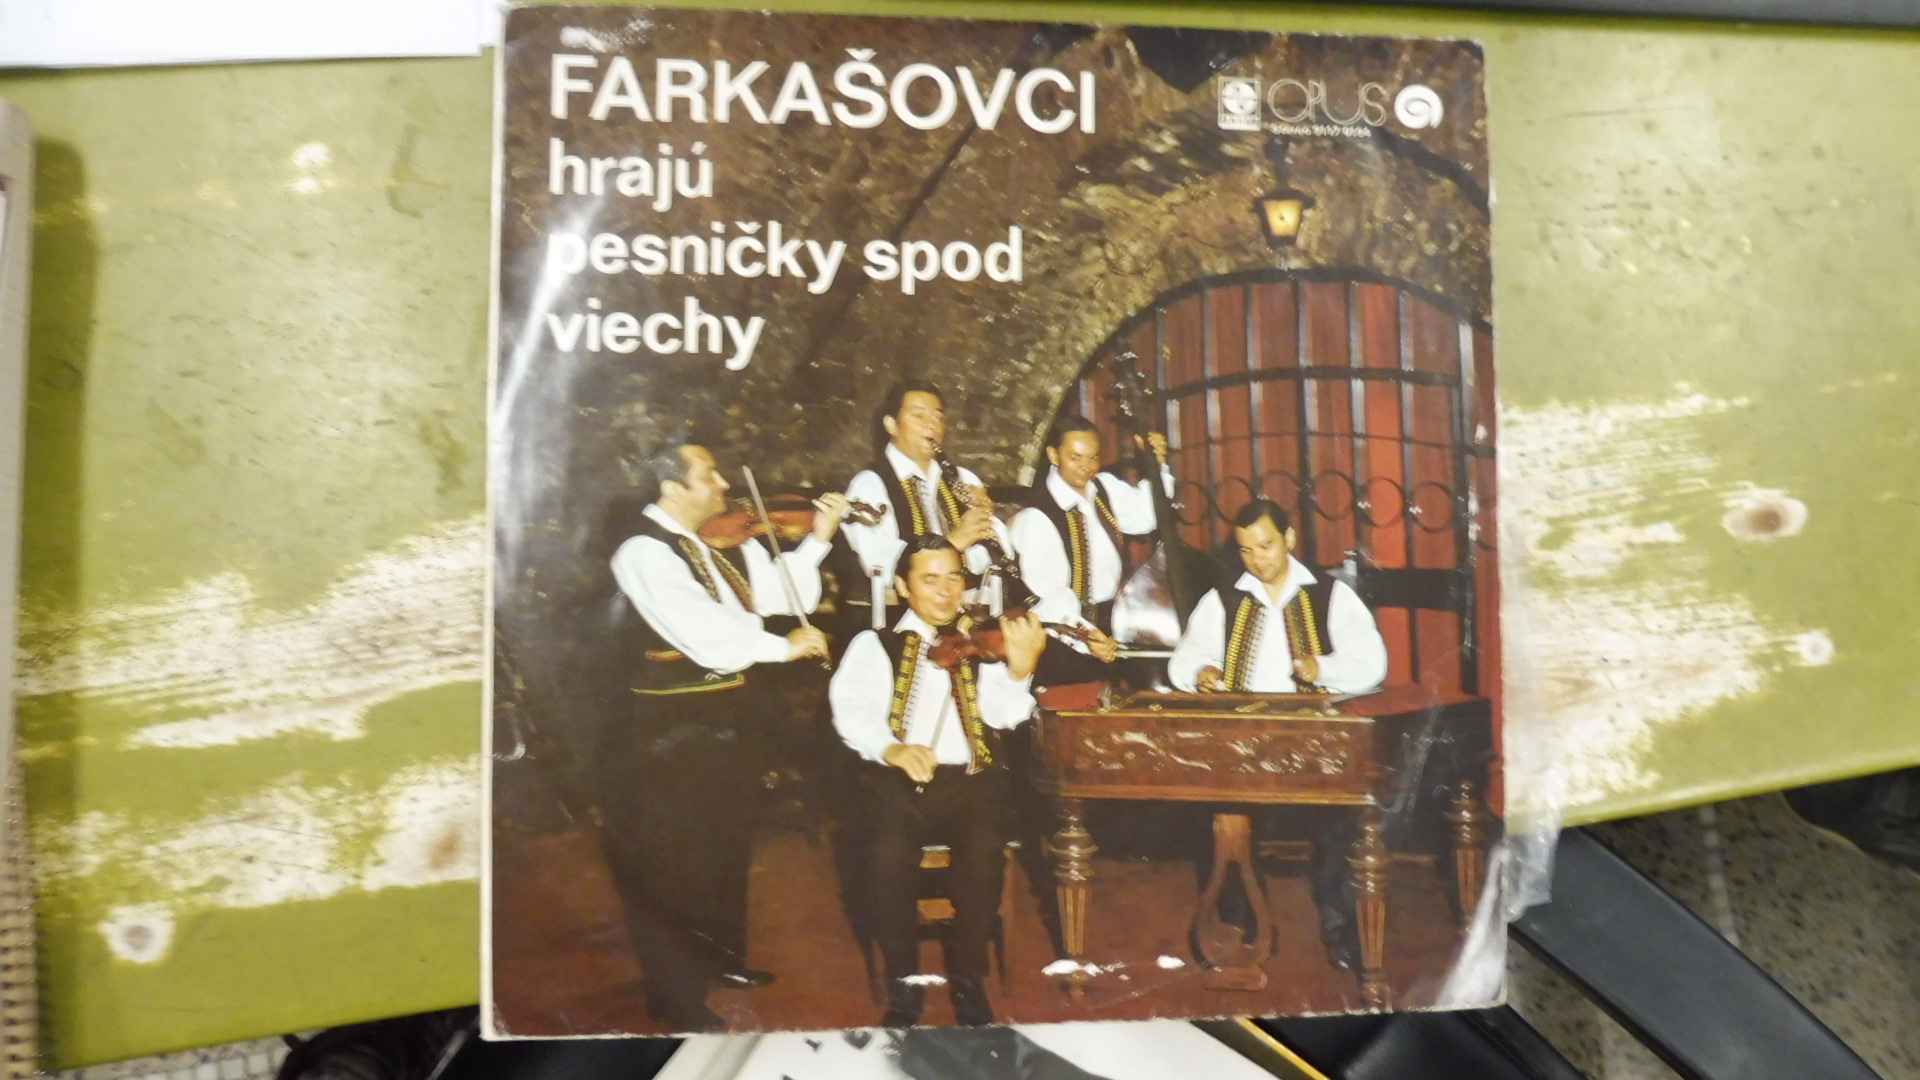 FARKAŠOVCI
hrajú
pesničky spod
viechy
OPUS